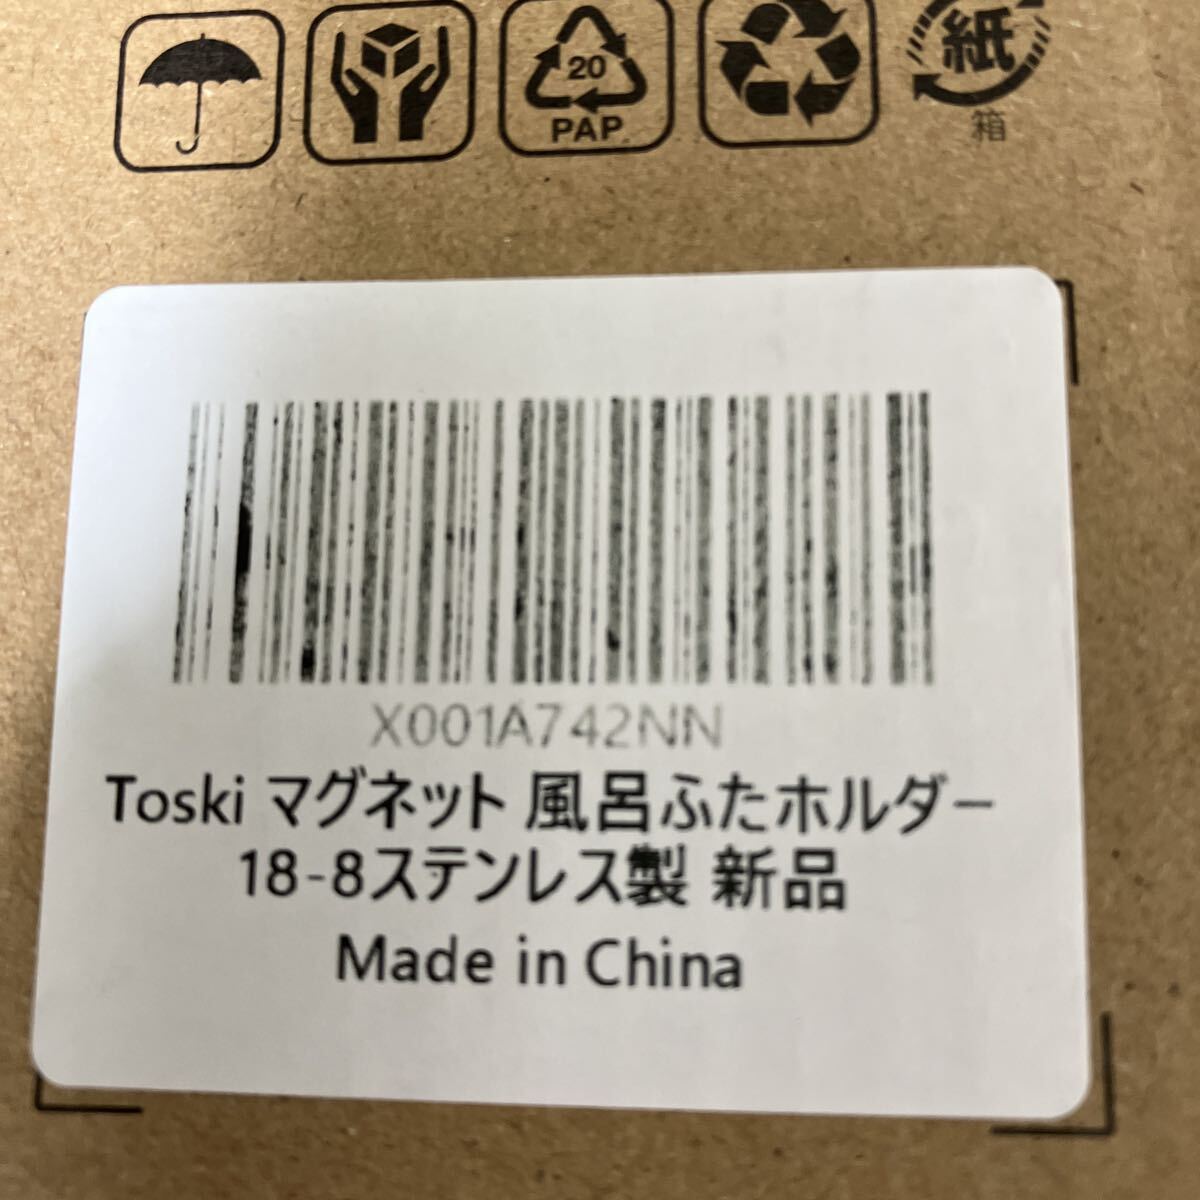 20
PAP
紙
箱
X001A742NN
Toski マグネット 風呂ふたホルダー
18-8ステンレス製 新品
Made in China